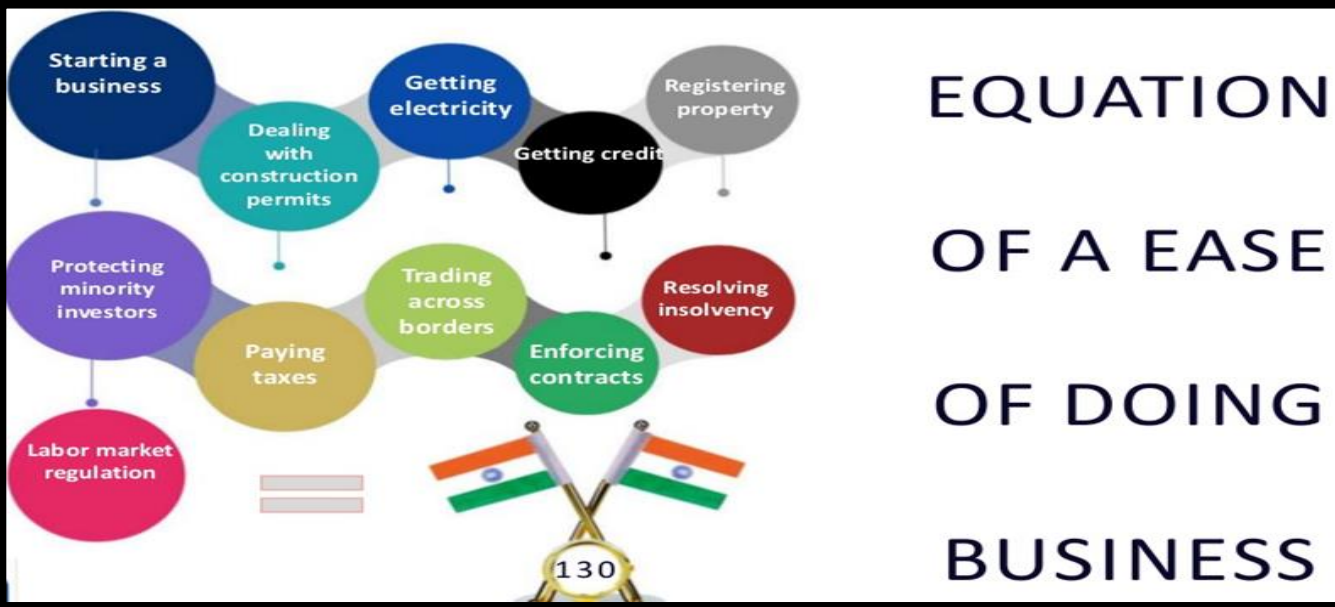 Starting a
business
Dealing
with
construction
permits
Getting
electricity
Getting credit
Registering
property
Protecting
minority
investors
Paying
taxes
Trading
across
borders
Enforcing
contracts
Resolving
insolvency
Labor market
regulation
130
EQUATION
OF A EASE
OF DOING
BUSINESS